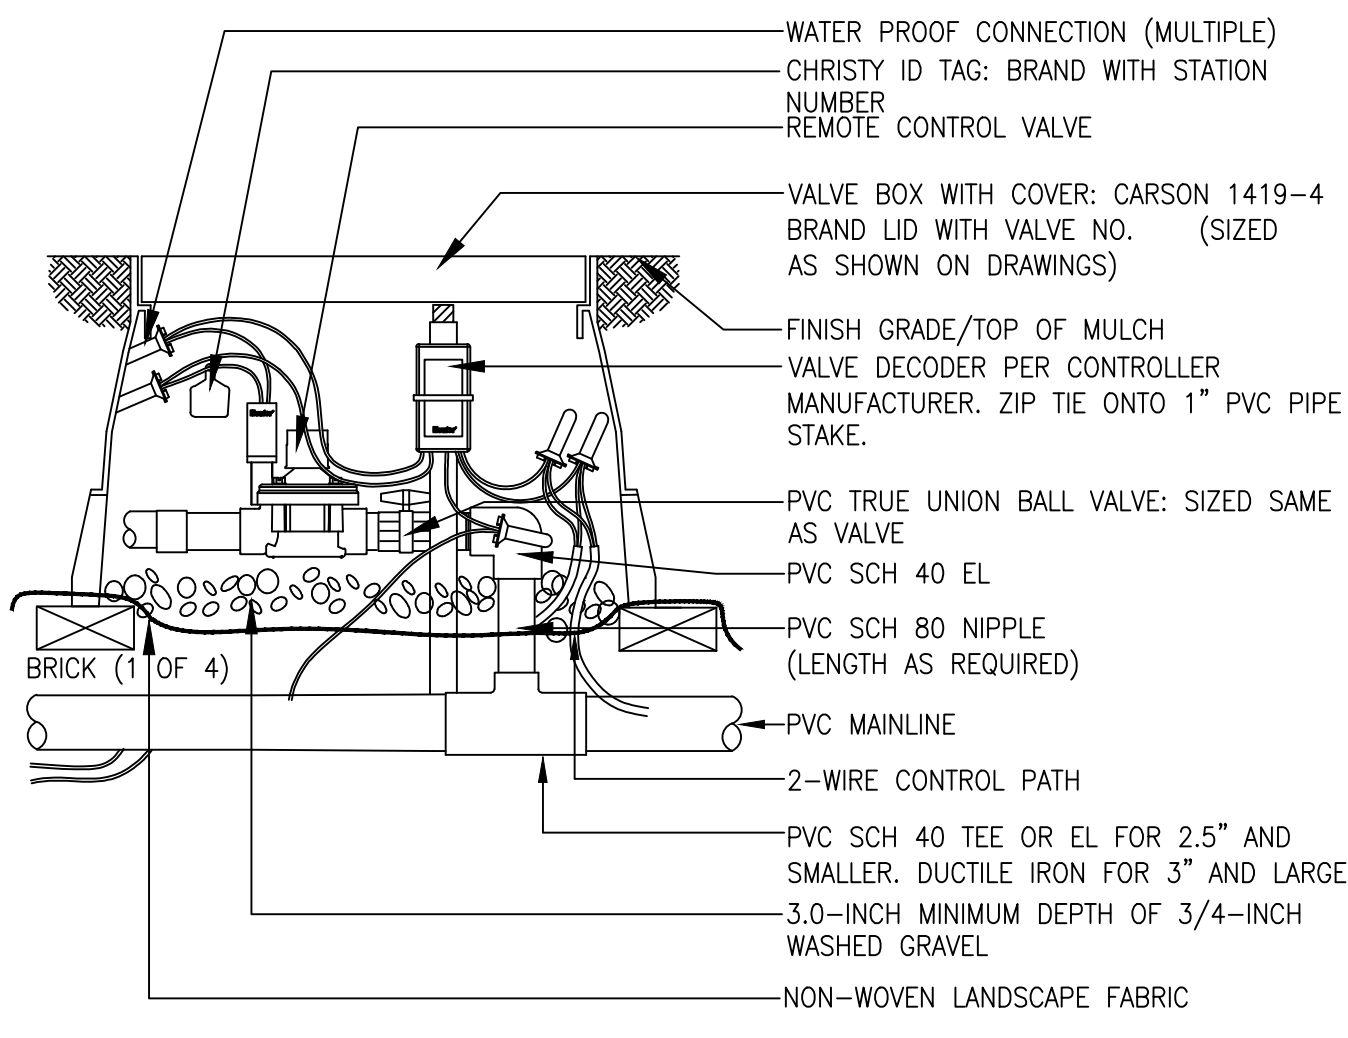 WATER PROOF CONNECTION (MULTIPLE)
CHRISTY ID TAG: BRAND WITH STATION
NUMBER
REMOTE CONTROL VALVE
VALVE BOX WITH COVER: CARSON 1419-4
BRAND LID WITH VALVE NO. (SIZED
AS SHOWN ON DRAWINGS)
FINISH GRADE/TOP OF MULCH
VALVE DECODER PER CONTROLLER
MANUFACTURER. ZIP TIE ONTO 1" PVC PIPE
STAKE.
PVC TRUE UNION BALL VALVE: SIZED SAME
AS VALVE
PVC SCH 40 EL
PVC SCH 80 NIPPLE
(LENGTH AS REQUIRED)
BRICK (1 OF 4)
PVC MAINLINE
2-WIRE CONTROL PATH
PVC SCH 40 TEE OR EL FOR 2.5" AND
SMALLER. DUCTILE IRON FOR 3" AND LARGE
3.0-INCH MINIMUM DEPTH OF 3/4-INCH
WASHED GRAVEL
NON-WOVEN LANDSCAPE FABRIC